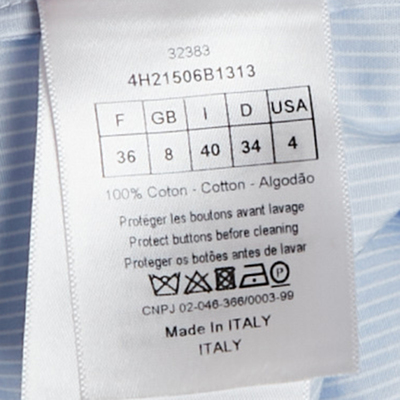 32383
4H21506B1313
F GB I D USA
36 8 40 34 4
100% Coton - Cotton - Algodão
Protéger les boutons avant lavage
Protect buttons before cleaning
Proteger os botões antes de lavar
P
CNPJ 02-046-366/0003-99
Made In ITALY
ITALY